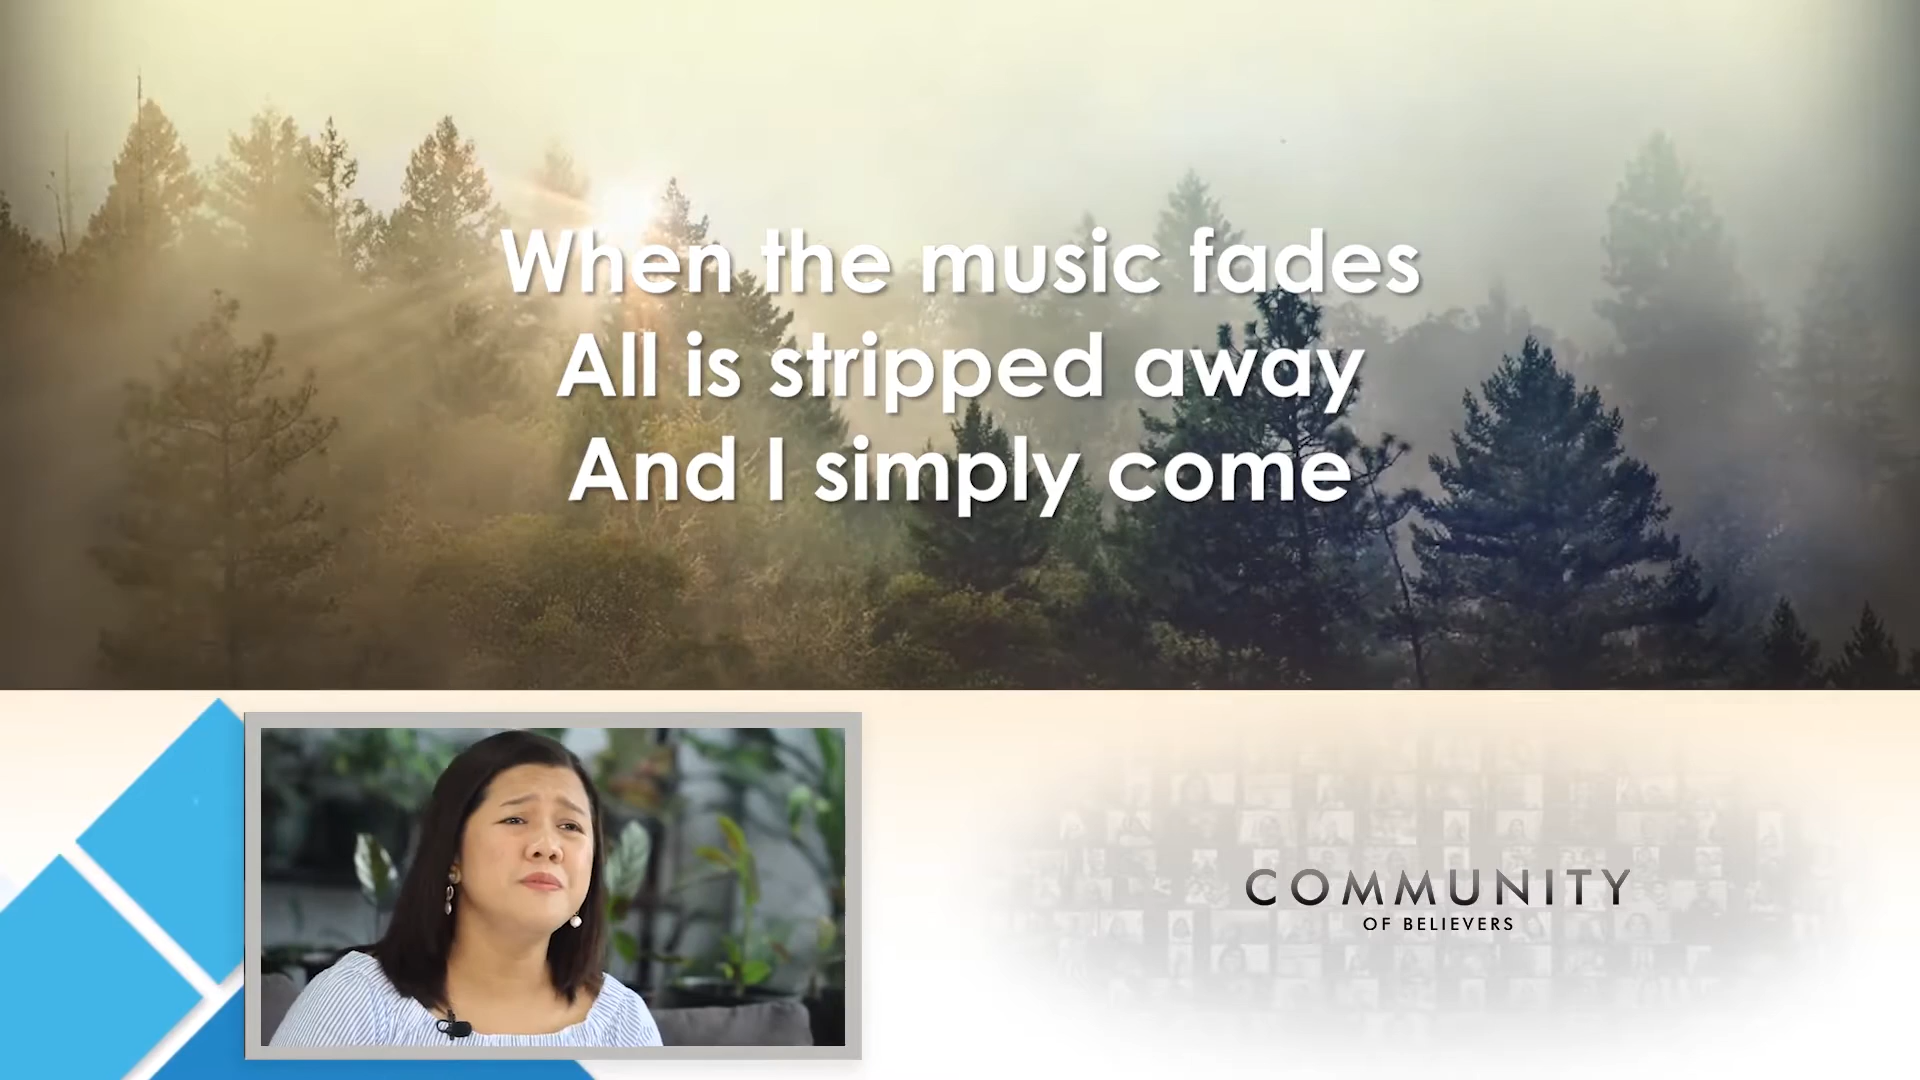 When the music fades
All is stripped away
And I simply come
COMMUNITY
OF BELIEVERS